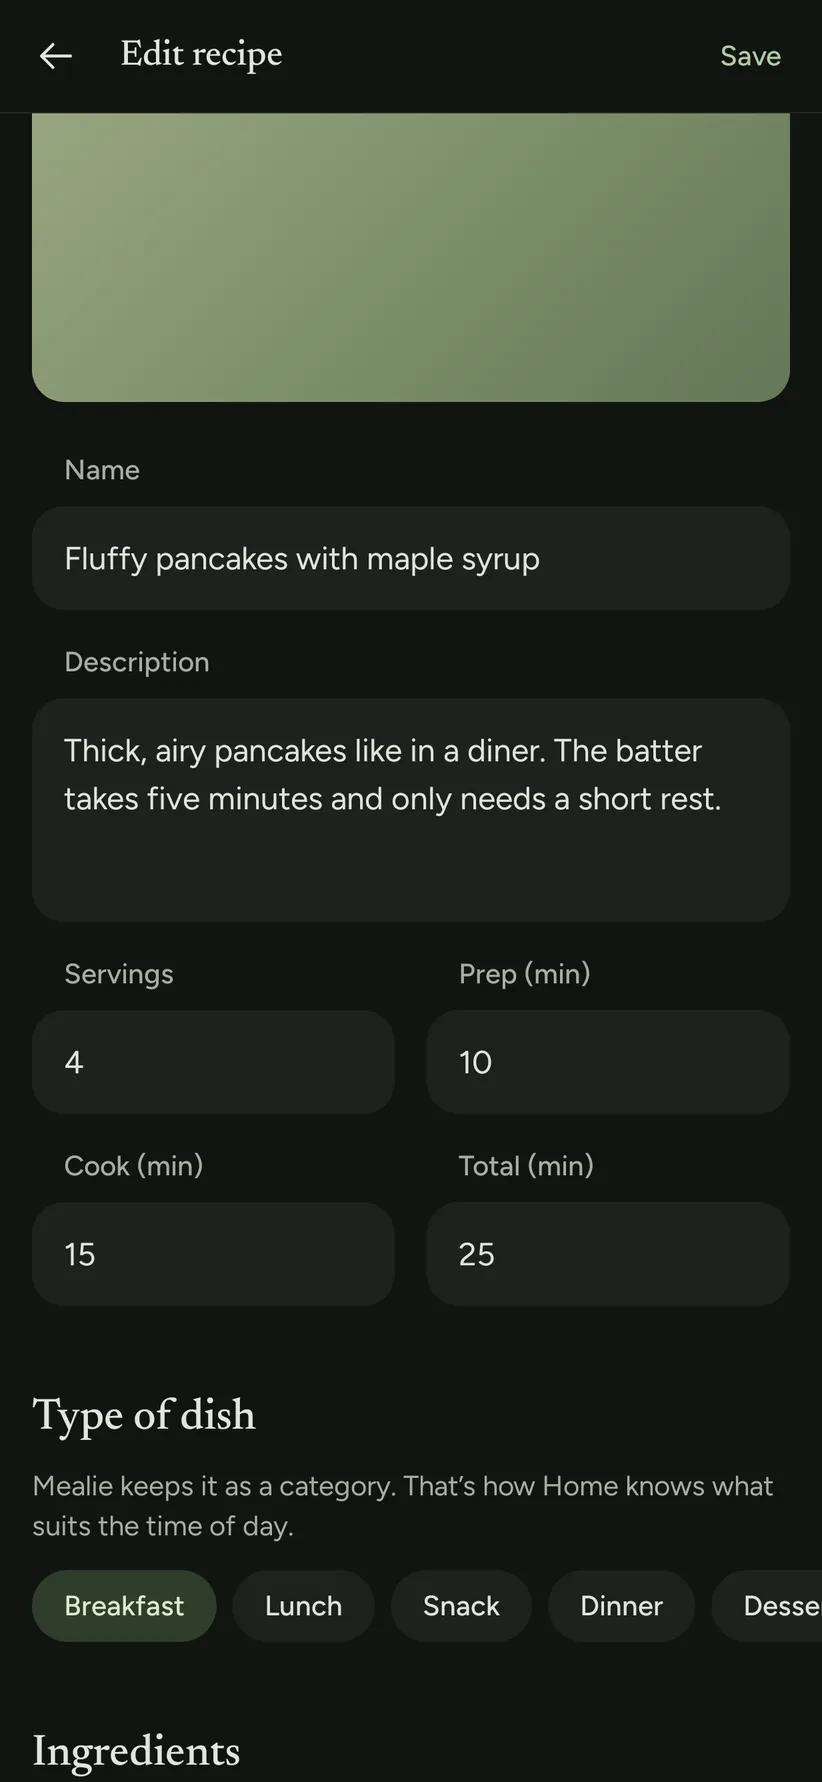 Edit recipe
Save
Name
Fluffy pancakes with maple syrup
Description
Thick, airy pancakes like in a diner. The batter
takes five minutes and only needs a short rest.
Servings
Prep (min)
4
10
Cook (min)
Total (min)
15
25
Type of dish
Mealie keeps it as a category. That’s how Home knows what
suits the time of day.
Breakfast
Lunch
Snack
Dinner
Desse
Ingredients